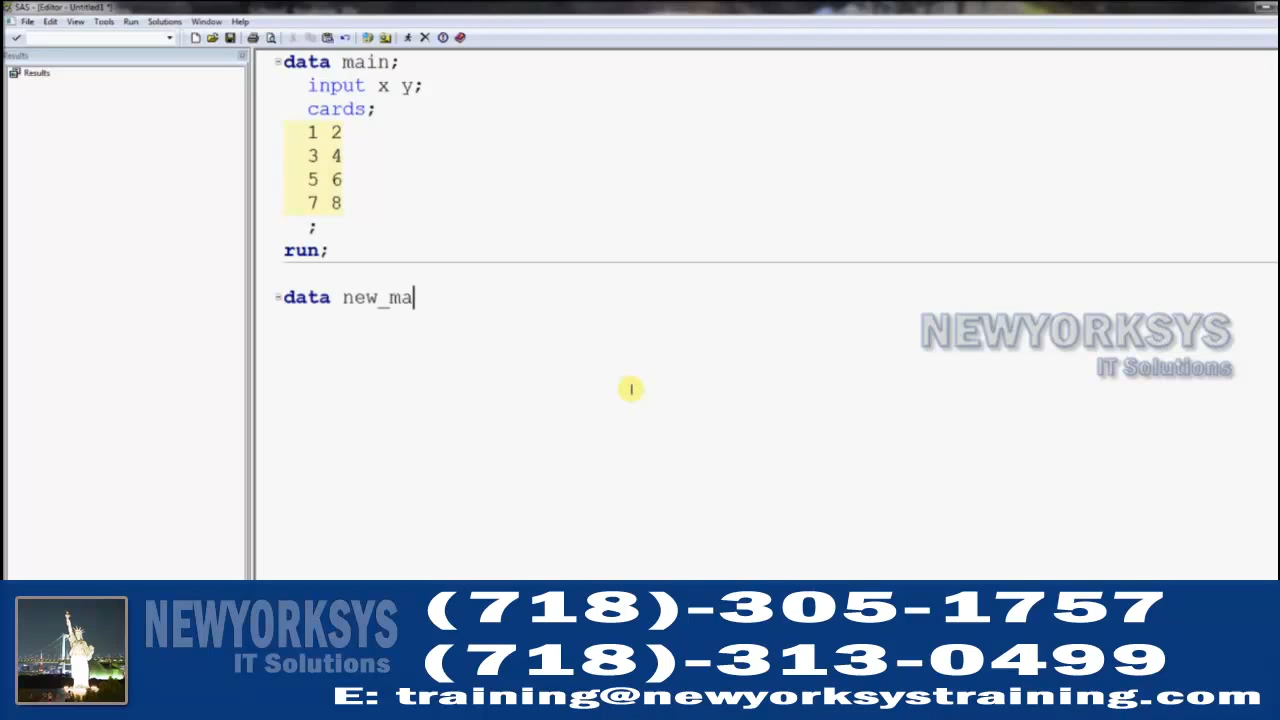 SAS - [Editor - Untitled1 *]
File Edit View Tools Run Solutions Window Help
Results
Results
data main;
input x y;
cards;
1 2
3 4
5 6
7 8
;
run;
data new_ma
NEWYORKSYS
IT Solutions
NEWYORKSYS
IT Solutions
(718)-305-1757
(718)-313-0499
E: training@newyorksystraining.com